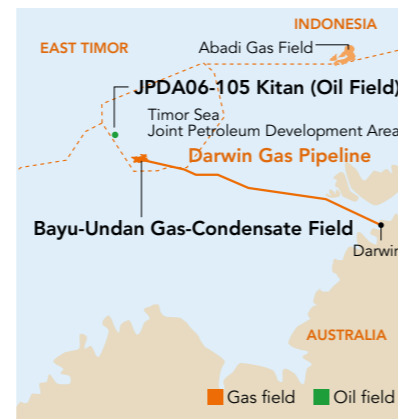 INDONESIA
EAST TIMOR
Abadi Gas Field
JPDA06-105 Kitan (Oil Field)
Timor Sea
Joint Petroleum Development Area
Darwin Gas Pipeline
Bayu-Undan Gas-Condensate Field
Darwin
AUSTRALIA
Gas field
Oil field